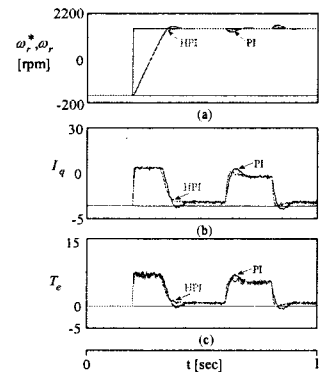 2200
ω_r^*,ω_r
[rpm]
0
HPI
PI
-200
(a)
30
I_q
0
PI
HPI
-5
(b)
15
T_e
PI
HPI
0
-5
(c)
0
t [sec]
1